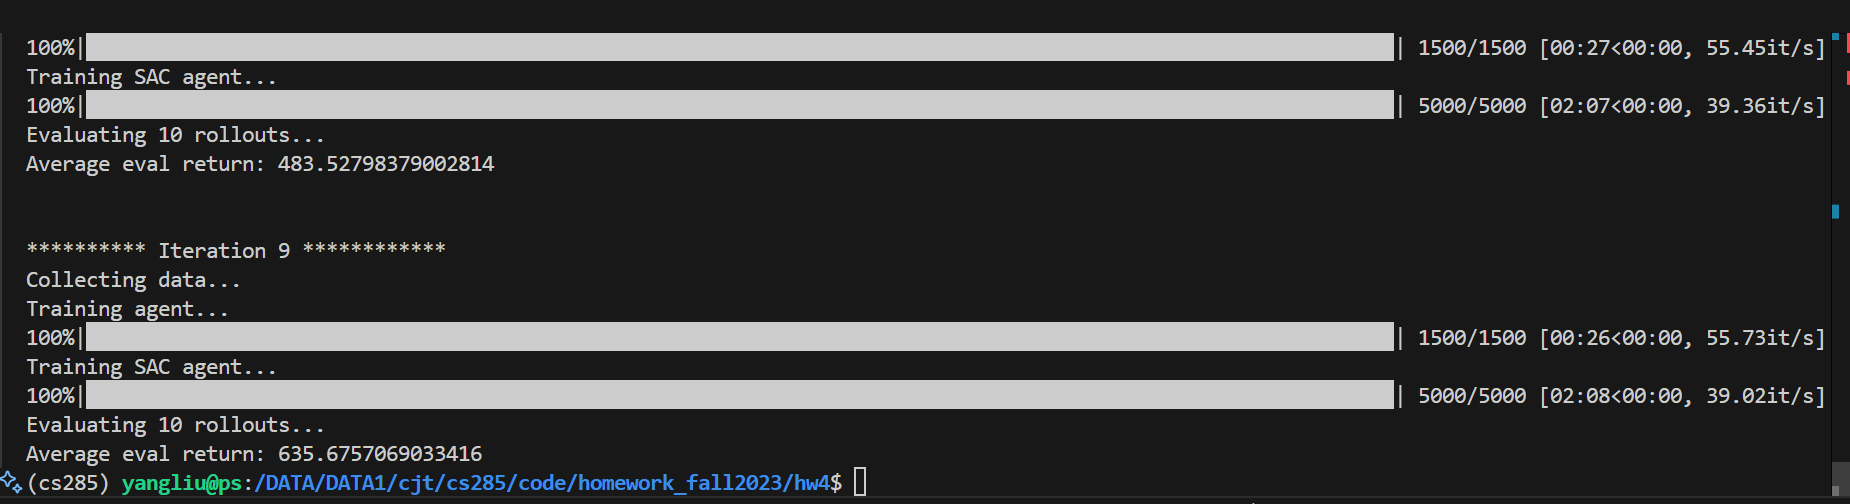 100%| | 1500/1500 [00:27<00:00, 55.45it/s]
Training SAC agent...
100%| | 5000/5000 [02:07<00:00, 39.36it/s]
Evaluating 10 rollouts...
Average eval return: 483.52798379002814
********** Iteration 9 ************
Collecting data...
Training agent...
100%| | 1500/1500 [00:26<00:00, 55.73it/s]
Training SAC agent...
100%| | 5000/5000 [02:08<00:00, 39.02it/s]
Evaluating 10 rollouts...
Average eval return: 635.6757069033416
(cs285) yangliu@ps:/DATA/DATA1/cjt/cs285/code/homework_fall2023/hw4$